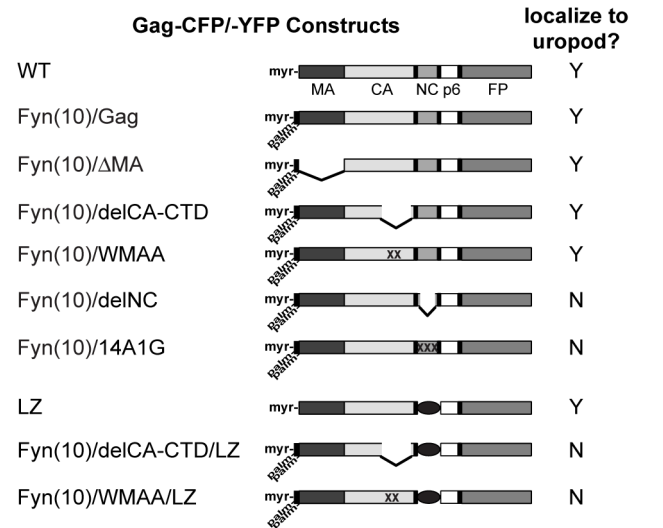 Gag-CFP/-YFP Constructs
localize to
uropod?
WT myr- Y
MA CA NC p6 FP
Fyn(10)/Gag myr- Y
palm-
palm-
Fyn(10)/ΔMA myr- Y
palm-
palm-
Fyn(10)/delCA-CTD myr- Y
palm-
palm-
Fyn(10)/WMAA myr- XX Y
palm-
palm-
Fyn(10)/delNC myr- N
palm-
palm-
Fyn(10)/14A1G myr- XXX N
palm-
palm-
LZ myr- Y
Fyn(10)/delCA-CTD/LZ myr- N
palm-
palm-
Fyn(10)/WMAA/LZ myr- XX N
palm-
palm-